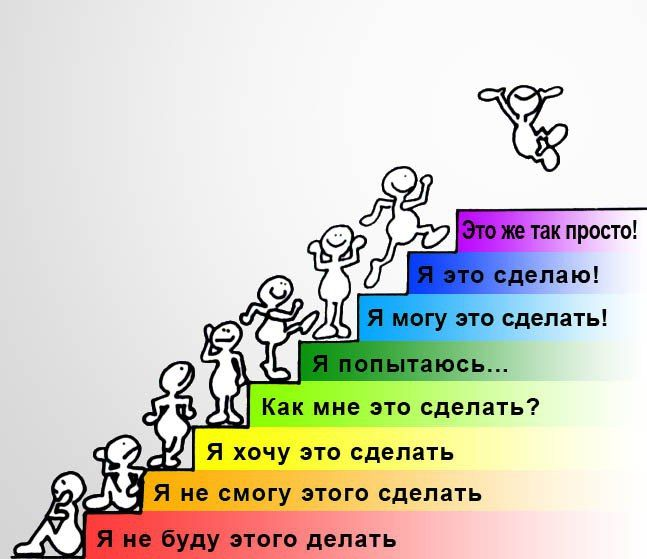 Это же так просто!
Я это сделаю!
Я могу это сделать!
Я попытаюсь...
Как мне это сделать?
Я хочу это сделать
Я не смогу этого сделать
Я не буду этого делать